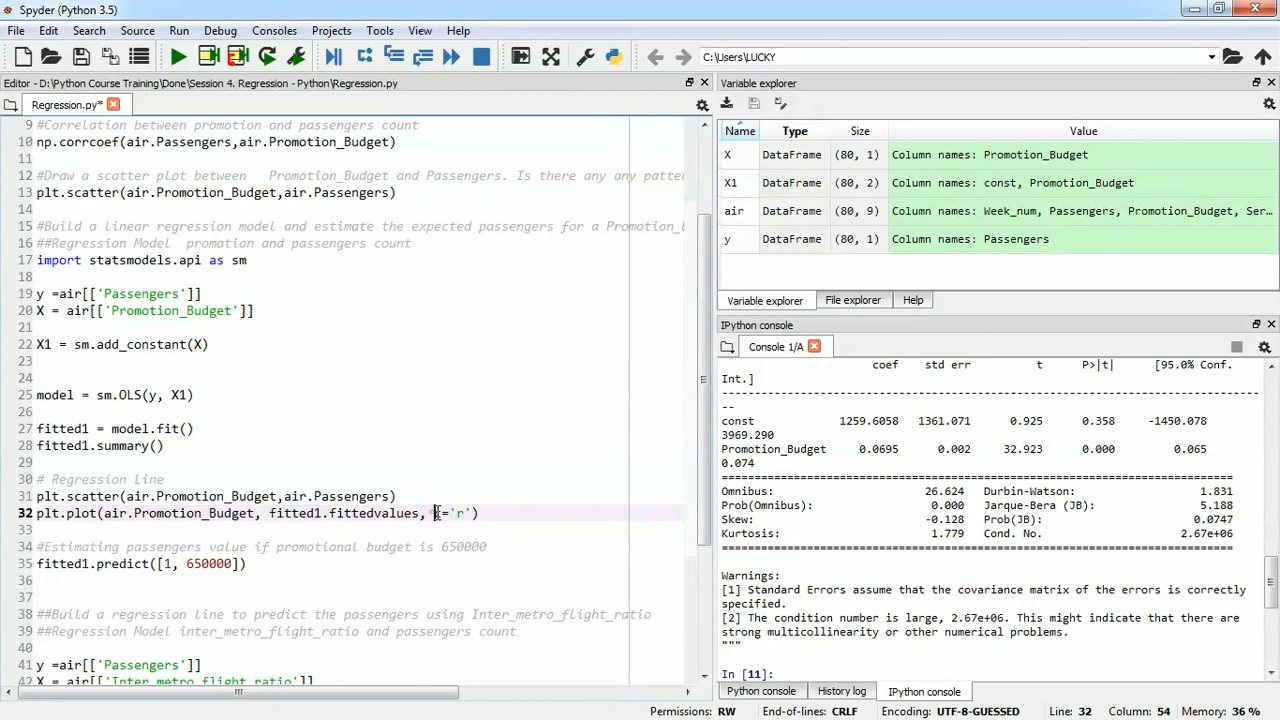 Spyder (Python 3.5)
File Edit Search Source Run Debug Consoles Projects Tools View Help
C:\Users\LUCKY
Editor - D:\Python Course Training\Done\Session 4. Regression - Python\Regression.py
Regression.py*
9 #Correlation between promotion and passengers count
10 np.corrcoef(air.Passengers,air.Promotion_Budget)
11
12 #Draw a scatter plot between   Promotion_Budget and Passengers. Is there any any patter
13 plt.scatter(air.Promotion_Budget,air.Passengers)
14
15 #Build a linear regression model and estimate the expected passengers for a Promotion_
16 ##Regression Model  promotion and passengers count
17 import statsmodels.api as sm
18
19 y =air[['Passengers']]
20 X = air[['Promotion_Budget']]
21
22 X1 = sm.add_constant(X)
23
24
25 model = sm.OLS(y, X1)
26
27 fitted1 = model.fit()
28 fitted1.summary()
29
30 # Regression Line
31 plt.scatter(air.Promotion_Budget,air.Passengers)
32 plt.plot(air.Promotion_Budget, fitted1.fittedvalues, ='r')
33
34 #Estimating passengers value if promotional budget is 650000
35 fitted1.predict([1, 650000])
36
37
38 ##Build a regression line to predict the passengers using Inter_metro_flight_ratio
39 ##Regression Model inter_metro_flight_ratio and passengers count
40
41 y =air[['Passengers']]
42 X = air[['Inter_metro_flight_ratio']]
Variable explorer
Name Type Size Value
X DataFrame (80, 1) Column names: Promotion_Budget
X1 DataFrame (80, 2) Column names: const, Promotion_Budget
air DataFrame (80, 9) Column names: Week_num, Passengers, Promotion_Budget, Ser...
y DataFrame (80, 1) Column names: Passengers
Variable explorer File explorer Help
IPython console
Console 1/A
coef std err t P>|t| [95.0% Conf.
Int.]
--------------------------------------------------------------------
--
const 1259.6058 1361.071 0.925 0.358 -1450.078
3969.290
Promotion_Budget 0.0695 0.002 32.923 0.000 0.065
0.074
====================================================================
Omnibus: 26.624 Durbin-Watson: 1.831
Prob(Omnibus): 0.000 Jarque-Bera (JB): 5.188
Skew: -0.128 Prob(JB): 0.0747
Kurtosis: 1.779 Cond. No. 2.67e+06
====================================================================
Warnings:
[1] Standard Errors assume that the covariance matrix of the errors is correctly
specified.
[2] The condition number is large, 2.67e+06. This might indicate that there are
strong multicollinearity or other numerical problems.
"""
In [11]:
Python console History log IPython console
Permissions: RW End-of-lines: CRLF Encoding: UTF-8-GUESSED Line: 32 Column: 54 Memory: 36 %